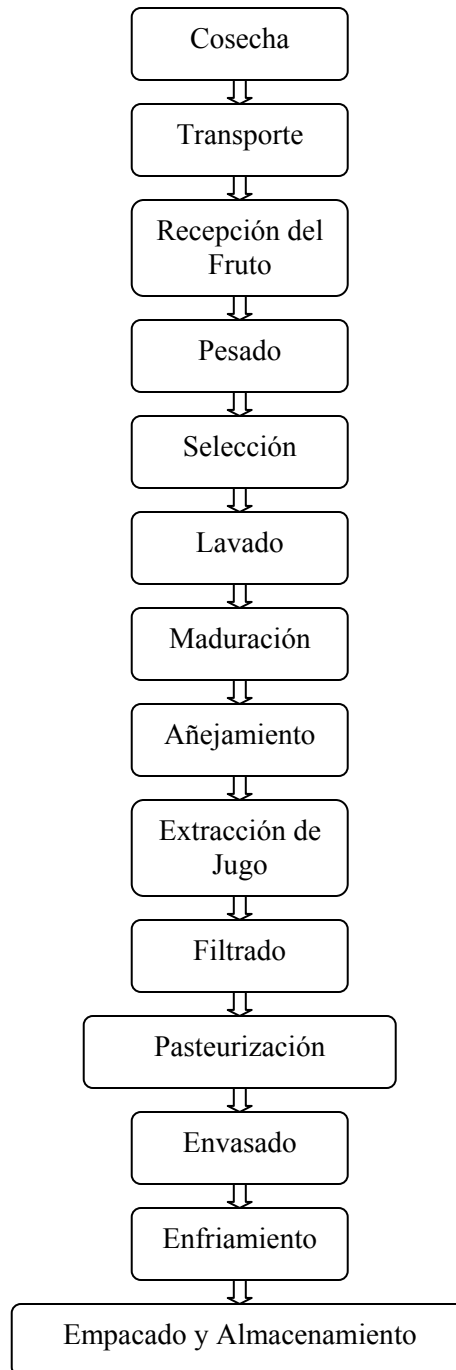 Cosecha
Transporte
Recepción del
Fruto
Pesado
Selección
Lavado
Maduración
Añejamiento
Extracción de
Jugo
Filtrado
Pasteurización
Envasado
Enfriamiento
Empacado y Almacenamiento